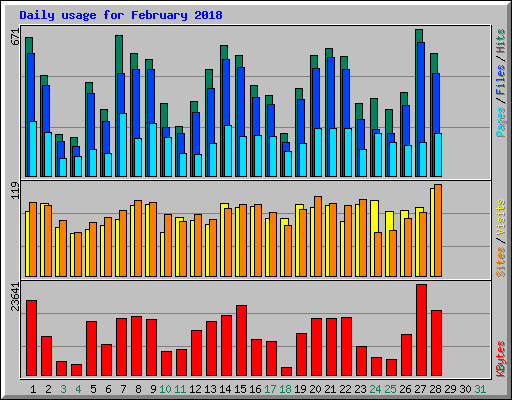 Daily usage for February 2018
671
Pages / Files / Hits
119
Sites / Visits
23641
KBytes
1 2 3 4 5 6 7 8 9 10 11 12 13 14 15 16 17 18 19 20 21 22 23 24 25 26 27 28 29 30 31